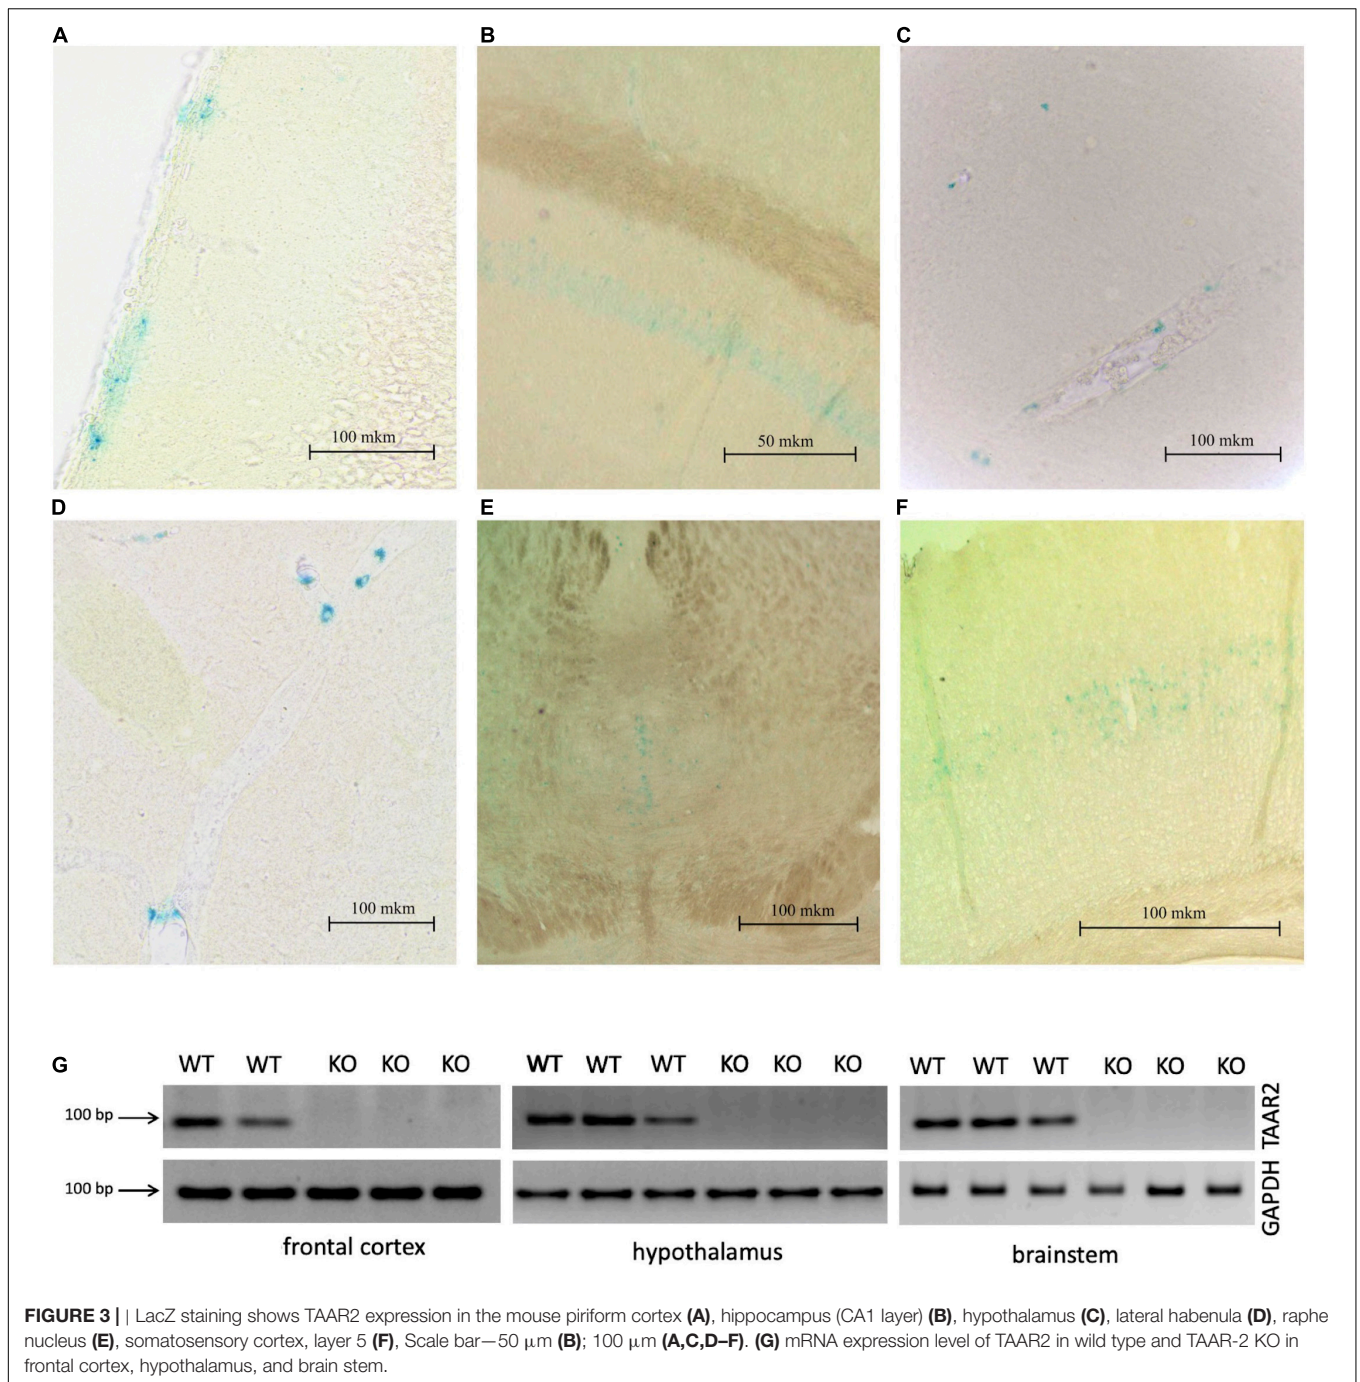 A
B
C
100 mkm
50 mkm
100 mkm
D
E
F
100 mkm
100 mkm
100 mkm
G
WT WT KO KO KO
WT WT WT KO KO KO
WT WT WT KO KO KO
100 bp
TAAR2
100 bp
GAPDH
frontal cortex
hypothalamus
brainstem
FIGURE 3 | | LacZ staining shows TAAR2 expression in the mouse piriform cortex (A), hippocampus (CA1 layer) (B), hypothalamus (C), lateral habenula (D), raphe
nucleus (E), somatosensory cortex, layer 5 (F), Scale bar—50 μm (B); 100 μm (A,C,D–F). (G) mRNA expression level of TAAR2 in wild type and TAAR-2 KO in
frontal cortex, hypothalamus, and brain stem.